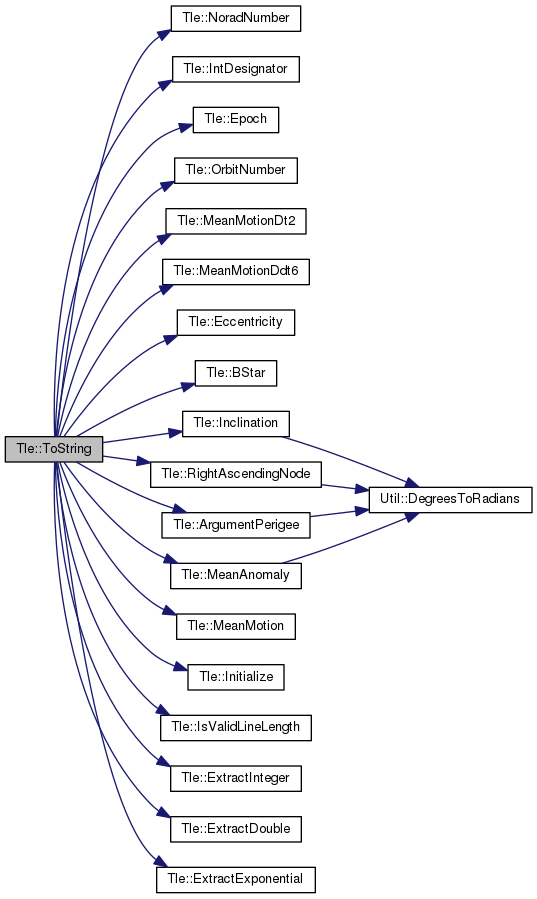 Tle::NoradNumber
Tle::IntDesignator
Tle::Epoch
Tle::OrbitNumber
Tle::MeanMotionDt2
Tle::MeanMotionDdt6
Tle::Eccentricity
Tle::BStar
Tle::Inclination
Tle::ToString
Tle::RightAscendingNode
Util::DegreesToRadians
Tle::ArgumentPerigee
Tle::MeanAnomaly
Tle::MeanMotion
Tle::Initialize
Tle::IsValidLineLength
Tle::ExtractInteger
Tle::ExtractDouble
Tle::ExtractExponential